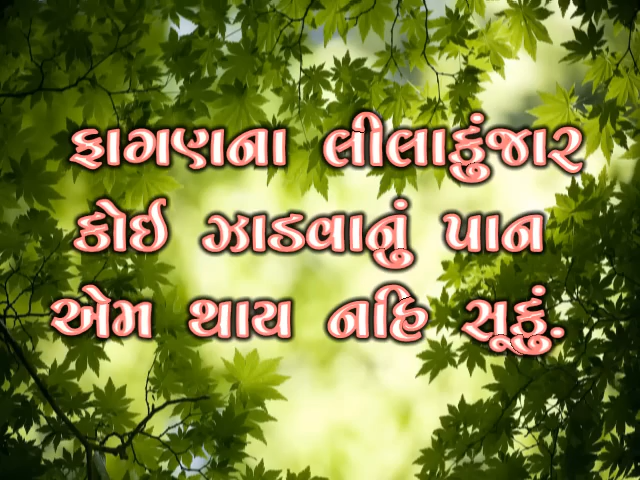 ફાગણના લીલાકુંજાર
કોઈ ઝાડવાનું પાન
એમ થાય નહિ સૂકું.